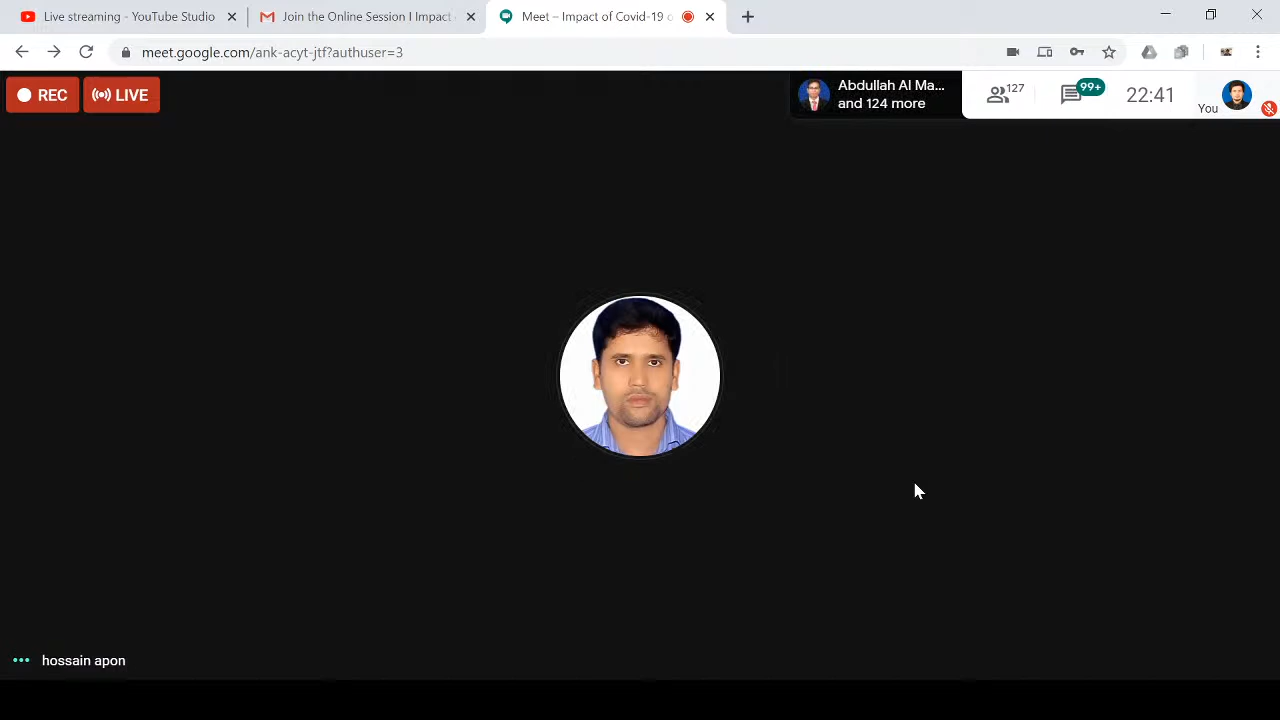 Live streaming - YouTube Studio
Join the Online Session I Impact
Meet – Impact of Covid-19 o
meet.google.com/ank-acyt-jtf?authuser=3
REC
LIVE
Abdullah Al Ma...
and 124 more
127
99+
22:41
You
hossain apon